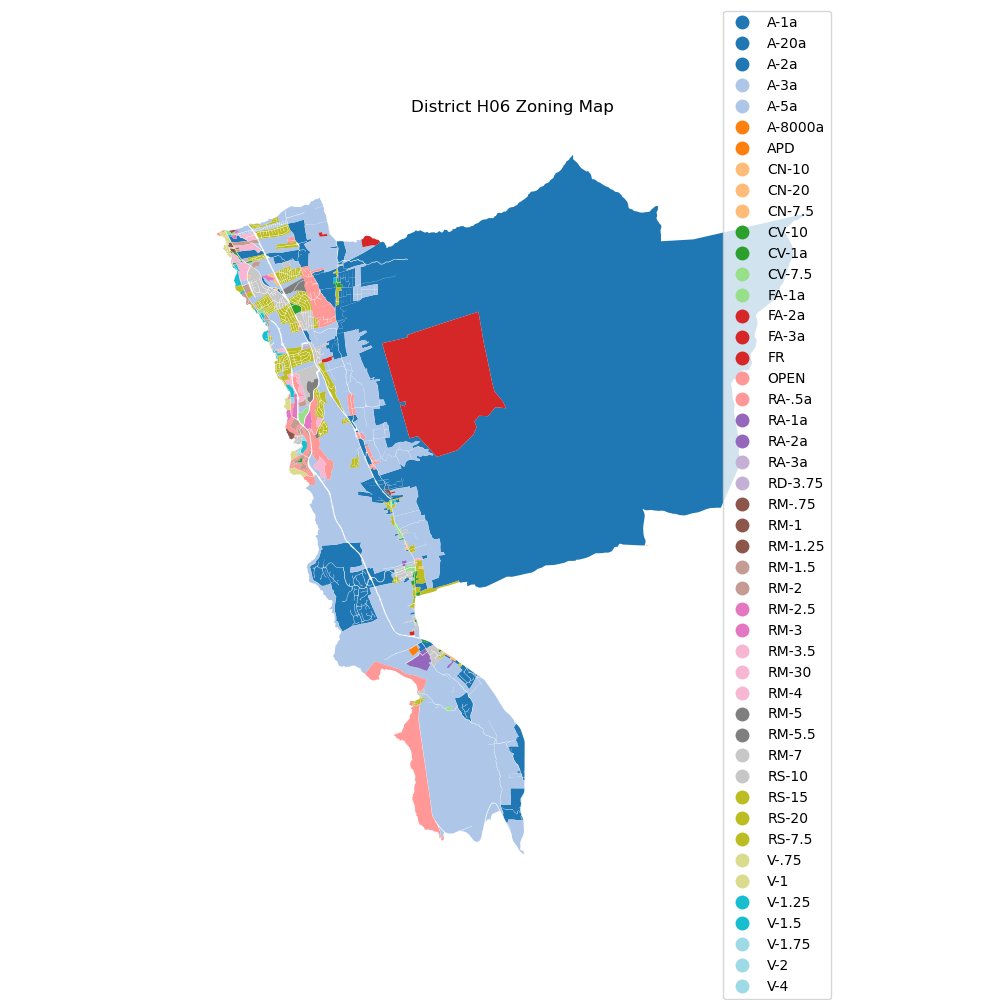 District H06 Zoning Map
A-1a
A-20a
A-2a
A-3a
A-5a
A-8000a
APD
CN-10
CN-20
CN-7.5
CV-10
CV-1a
CV-7.5
FA-1a
FA-2a
FA-3a
FR
OPEN
RA-.5a
RA-1a
RA-2a
RA-3a
RD-3.75
RM-.75
RM-1
RM-1.25
RM-1.5
RM-2
RM-2.5
RM-3
RM-3.5
RM-30
RM-4
RM-5
RM-5.5
RM-7
RS-10
RS-15
RS-20
RS-7.5
V-.75
V-1
V-1.25
V-1.5
V-1.75
V-2
V-4